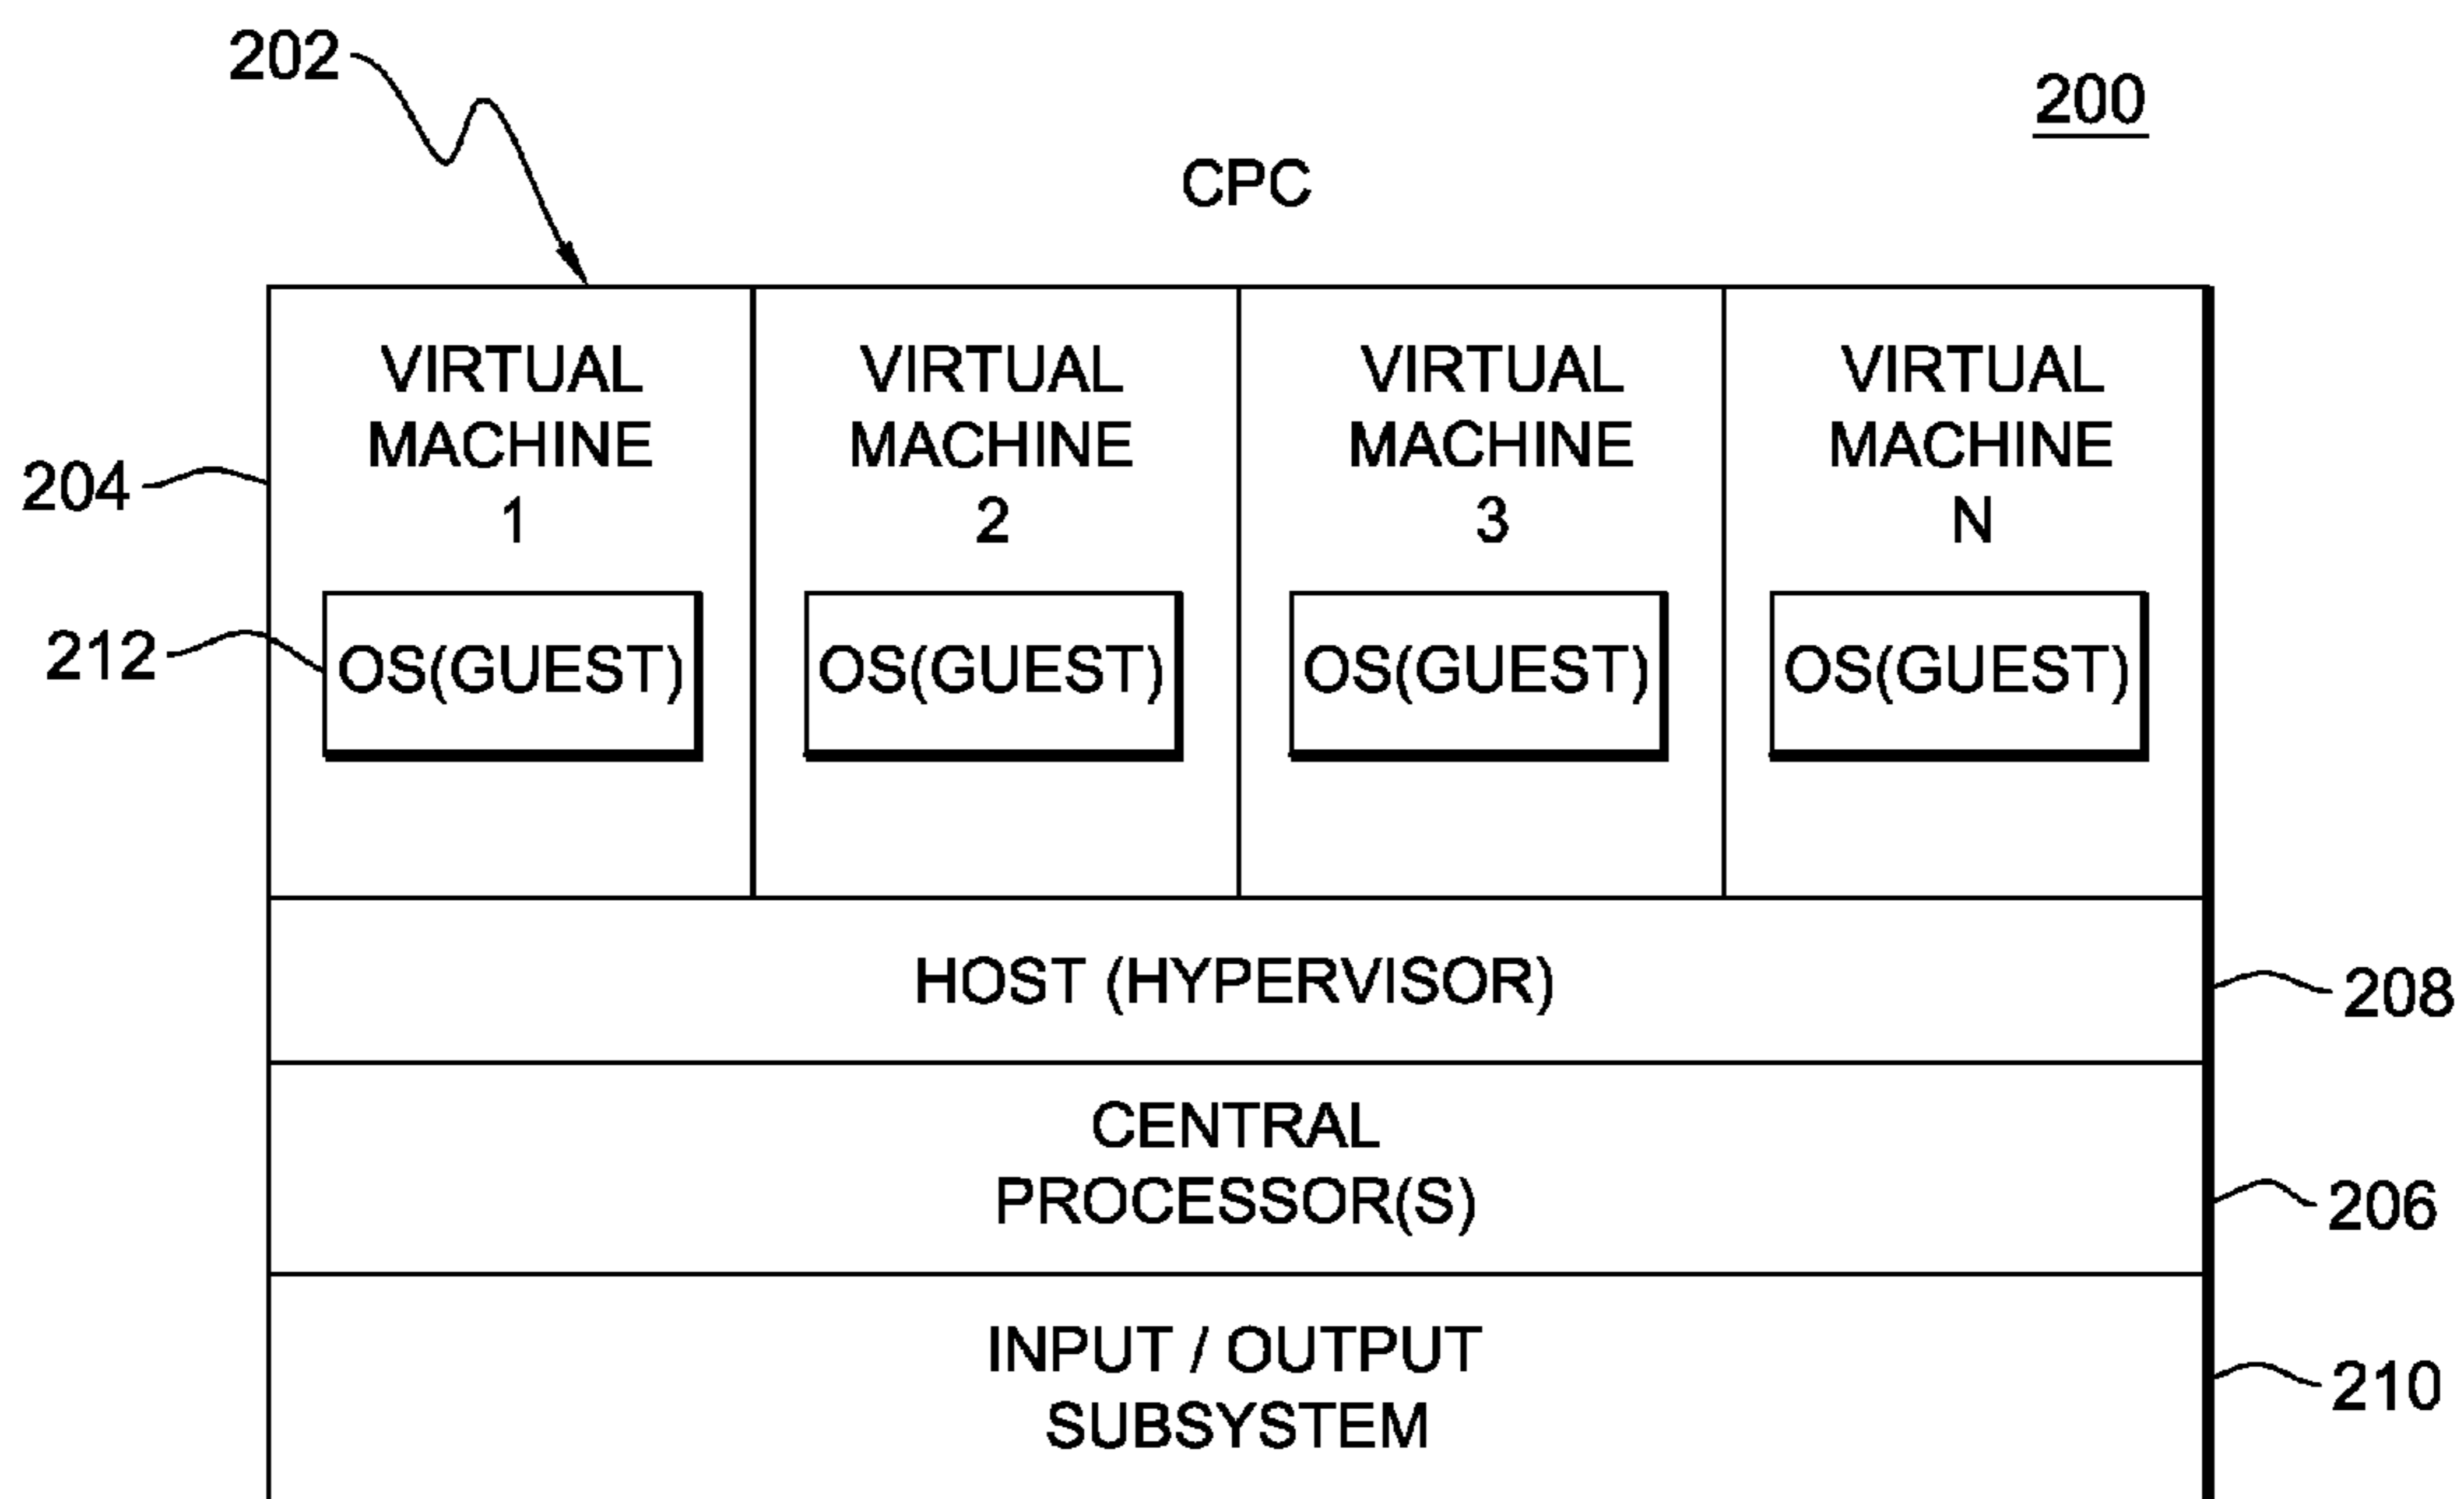 202
200
CPC
VIRTUAL MACHINE 1
VIRTUAL MACHINE 2
VIRTUAL MACHINE 3
VIRTUAL MACHINE N
204
212
OS(GUEST)
OS(GUEST)
OS(GUEST)
OS(GUEST)
HOST (HYPERVISOR)
208
CENTRAL
PROCESSOR(S)
206
INPUT / OUTPUT
SUBSYSTEM
210